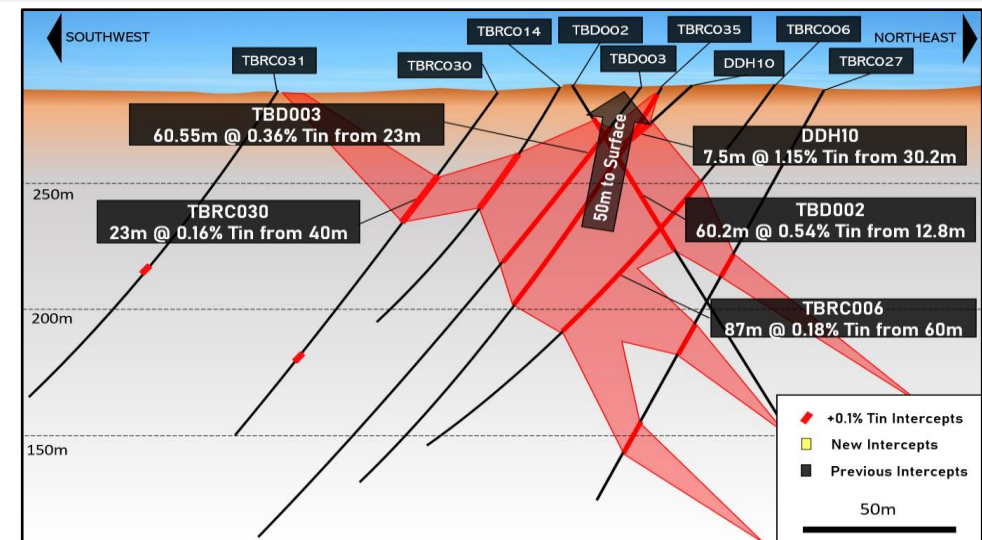 SOUTHWEST
NORTHEAST
TBRC031
TBRC030
TBRC014
TBD002
TBD003
TBRC035
DDH10
TBRC006
TBRC027
TBD003
60.55m @ 0.36% Tin from 23m
DDH10
7.5m @ 1.15% Tin from 30.2m
50m to Surface
250m
TBRC030
23m @ 0.16% Tin from 40m
TBD002
60.2m @ 0.54% Tin from 12.8m
200m
TBRC006
87m @ 0.18% Tin from 60m
150m
+0.1% Tin Intercepts
New Intercepts
Previous Intercepts
50m